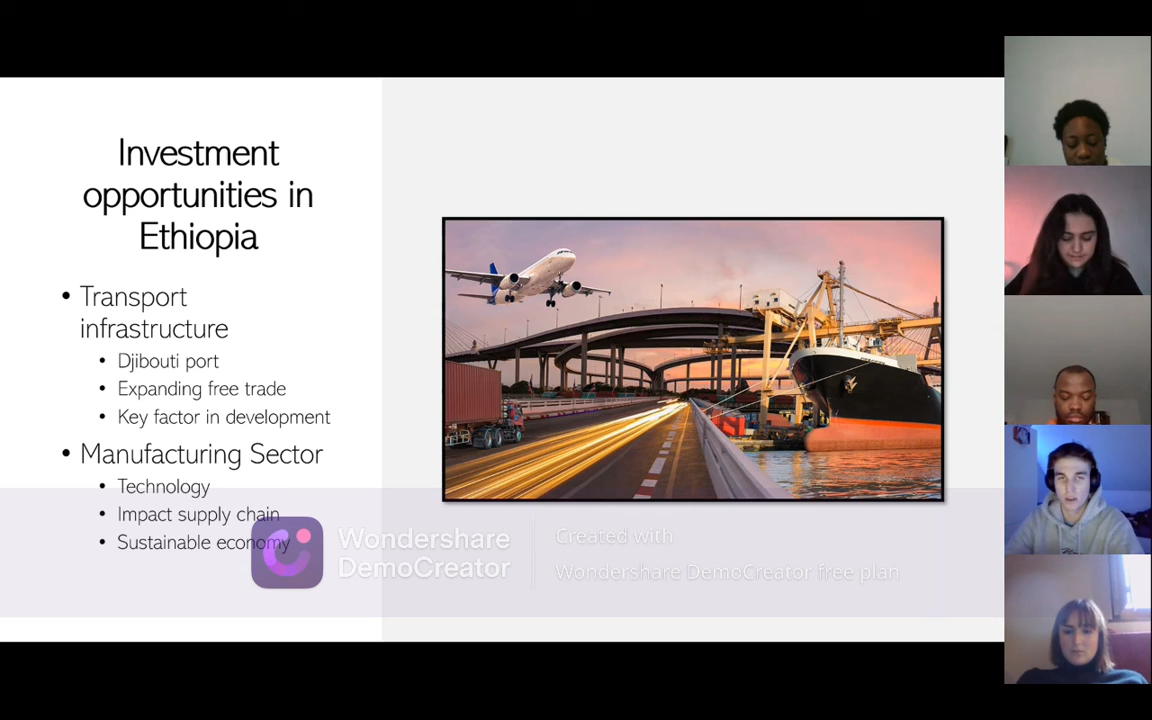 Investment
opportunities in
Ethiopia
• Transport
infrastructure
• Djibouti port
• Expanding free trade
• Key factor in development
• Manufacturing Sector
• Technology
• Impact supply chain
• Sustainable economy
Wondershare
DemoCreator
Created with
Wondershare DemoCreator free plan